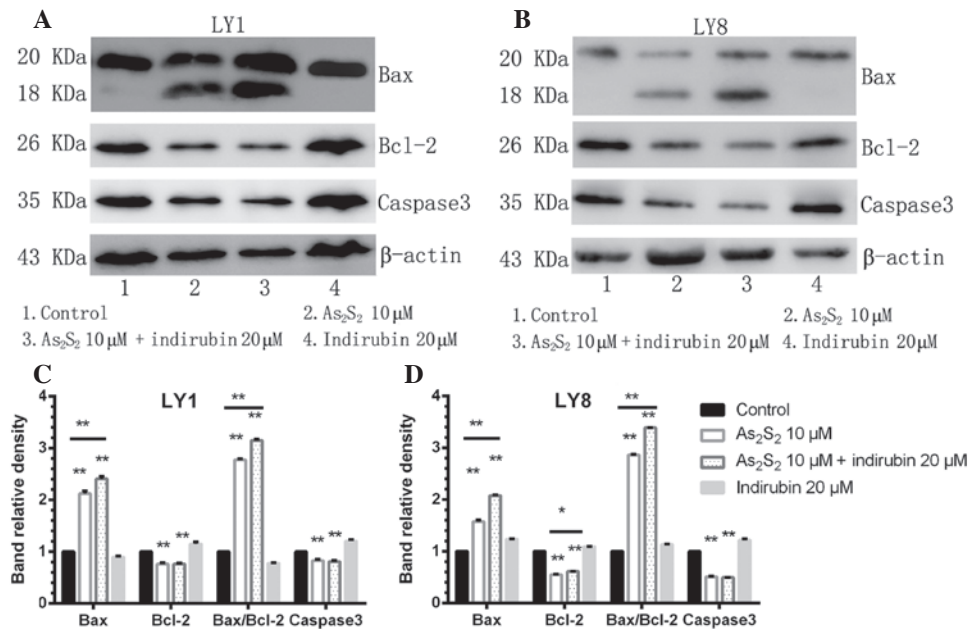 A
LY1
20 KDa
Bax
18 KDa
26 KDa
Bcl-2
35 KDa
Caspase3
43 KDa
β-actin
1 2 3 4
1. Control 2. As₂S₂ 10 μM
3. As₂S₂ 10 μM + indirubin 20 μM 4. Indirubin 20 μM
B
LY8
20 KDa
Bax
18 KDa
26 KDa
Bcl-2
35 KDa
Caspase3
43 KDa
β-actin
1 2 3 4
1. Control 2. As₂S₂ 10 μM
3. As₂S₂ 10 μM + indirubin 20 μM 4. Indirubin 20 μM
C
LY1
Band relative density
4
3
2
1
0
**
** **
** **
**
** **
** **
Bax Bcl-2 Bax/Bcl-2 Caspase3
D
LY8
Band relative density
4
3
2
1
0
**
** **
*
** **
**
** **
** **
Bax Bcl-2 Bax/Bcl-2 Caspase3
Control
As₂S₂ 10 μM
As₂S₂ 10 μM + indirubin 20 μM
Indirubin 20 μM